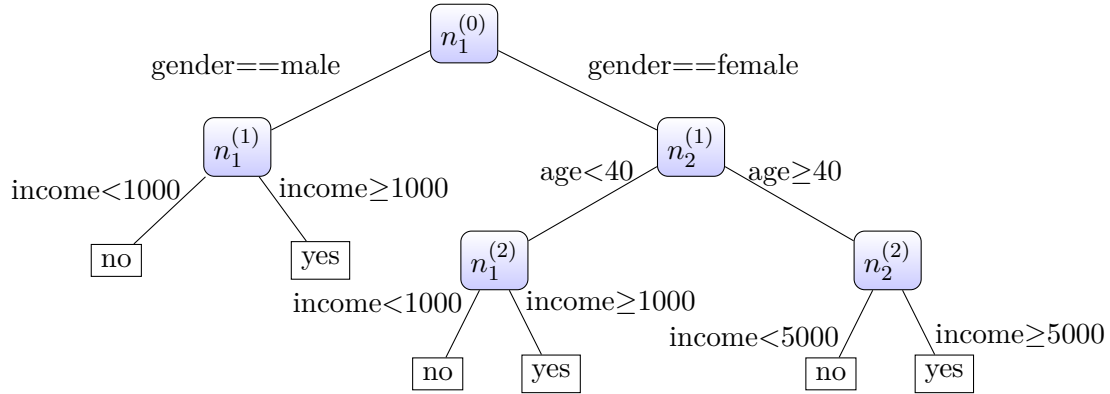 n_1^{(0)}
gender==male
gender==female
n_1^{(1)}
n_2^{(1)}
income<1000
income≥1000
age<40
age≥40
no
yes
n_1^{(2)}
n_2^{(2)}
income<1000
income≥1000
income<5000
income≥5000
no
yes
no
yes